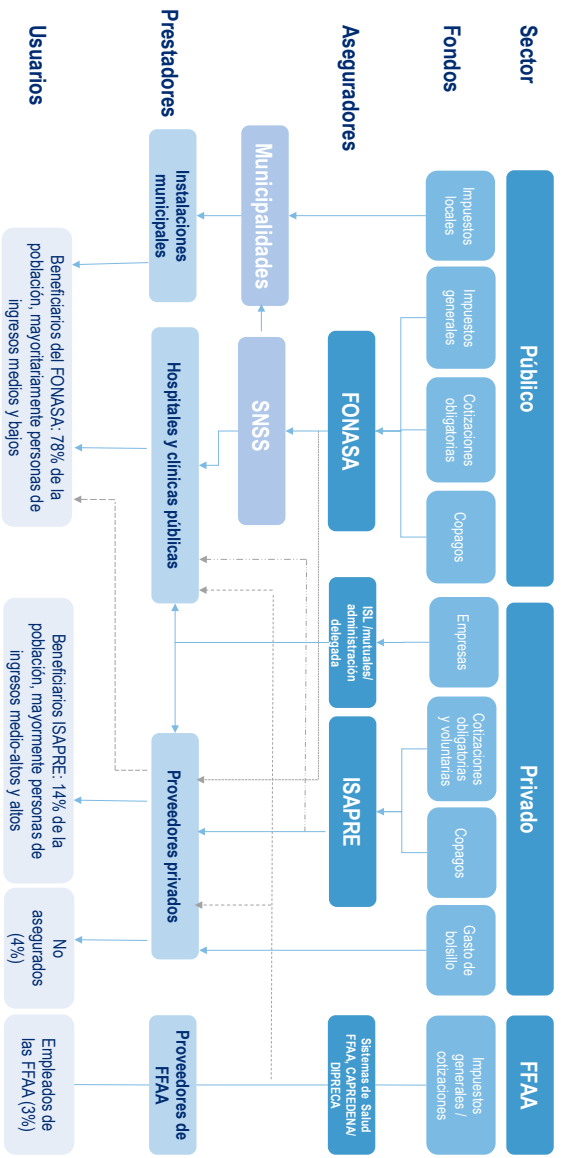 Sector
Público
Privado
FFAA
Fondos
Impuestos
locales
Impuestos
generales
Cotizaciones
obligatorias
Copagos
Empresas
Cotizaciones
obligatorias
y voluntarias
Copagos
Gasto de
bolsillo
Impuestos
generales /
cotizaciones
Aseguradores
FONASA
ISL /mutuales/
administración
delegada
ISAPRE
Sistemas de Salud
FFAA, CAPREDENA/
DIPRECA
Municipalidades
SNSS
Prestadores
Instalaciones
municipales
Hospitales y clínicas públicas
Proveedores privados
Proveedores de
FFAA
Usuarios
Beneficiarios del FONASA: 78% de la
población, mayoritariamente personas de
ingresos medios y bajos
Beneficiarios ISAPRE: 14% de la
población, mayormente personas de
ingresos medio-altos y altos
No
asegurados
(4%)
Empleados de
las FFAA (3%)